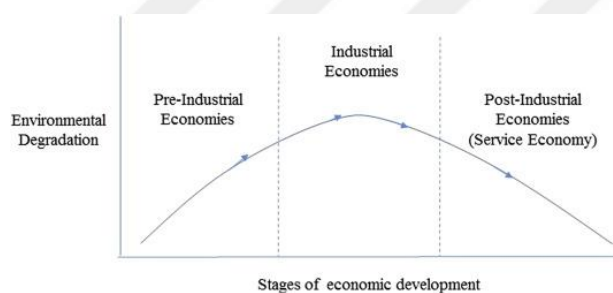 Industrial
Economies
Pre-Industrial
Economies
Post-Industrial
Economies
(Service Economy)
Environmental
Degradation
Stages of economic development